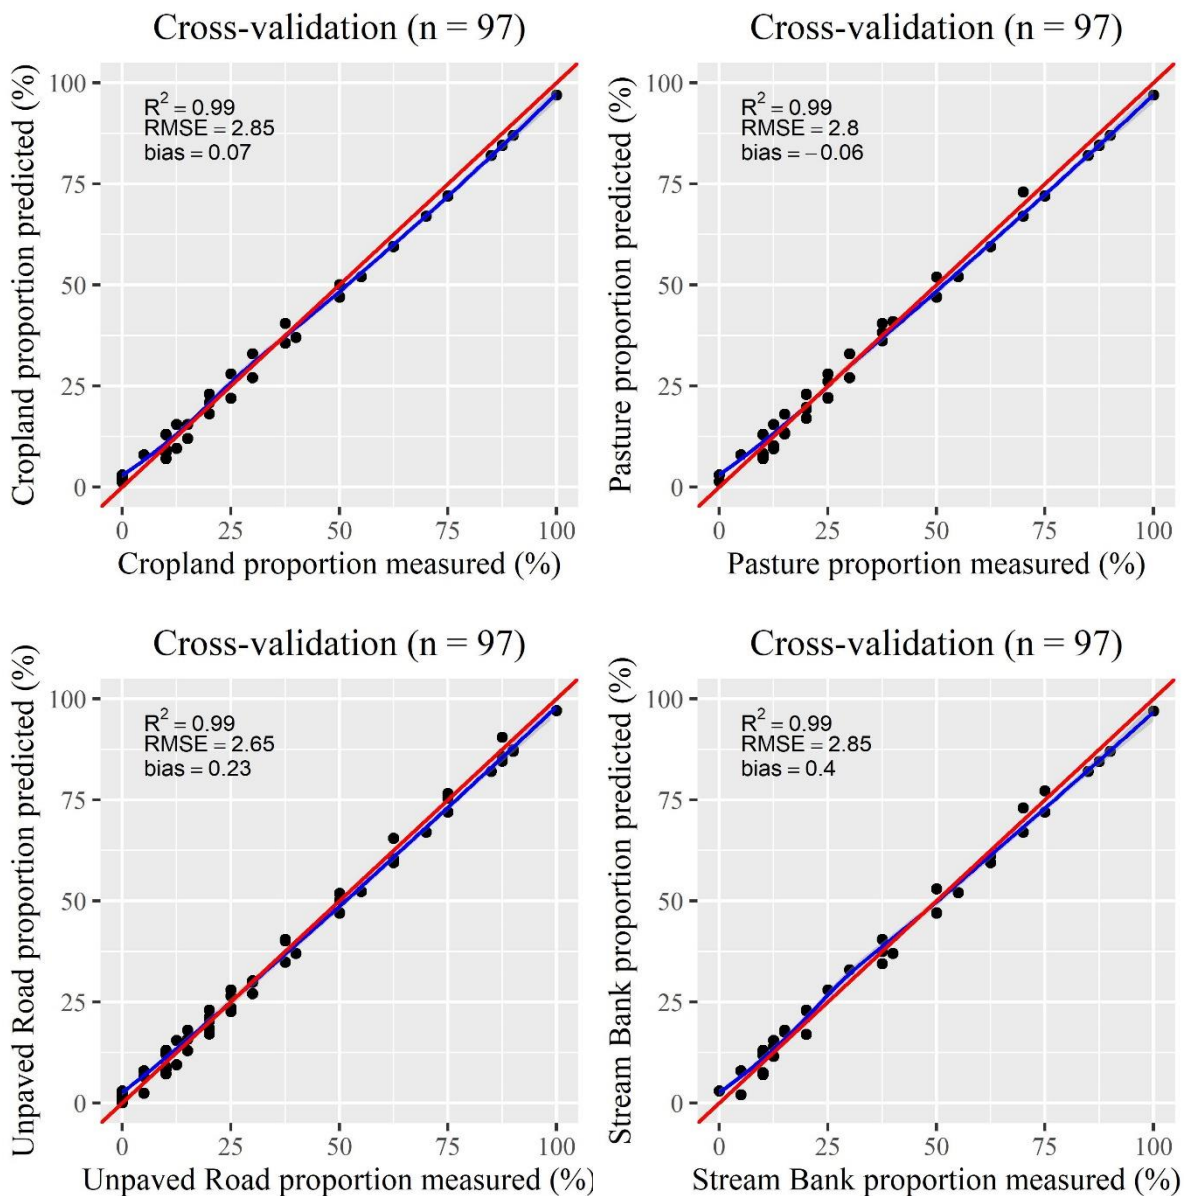 Cross-validation (n = 97)
Cropland proportion predicted (%)
R² = 0.99
RMSE = 2.85
bias = 0.07
100
75
50
25
0
0 25 50 75 100
Cropland proportion measured (%)
Cross-validation (n = 97)
Pasture proportion predicted (%)
R² = 0.99
RMSE = 2.8
bias = −0.06
100
75
50
25
0
0 25 50 75 100
Pasture proportion measured (%)
Cross-validation (n = 97)
Unpaved Road proportion predicted (%)
R² = 0.99
RMSE = 2.65
bias = 0.23
100
75
50
25
0
0 25 50 75 100
Unpaved Road proportion measured (%)
Cross-validation (n = 97)
Stream Bank proportion predicted (%)
R² = 0.99
RMSE = 2.85
bias = 0.4
100
75
50
25
0
0 25 50 75 100
Stream Bank proportion measured (%)